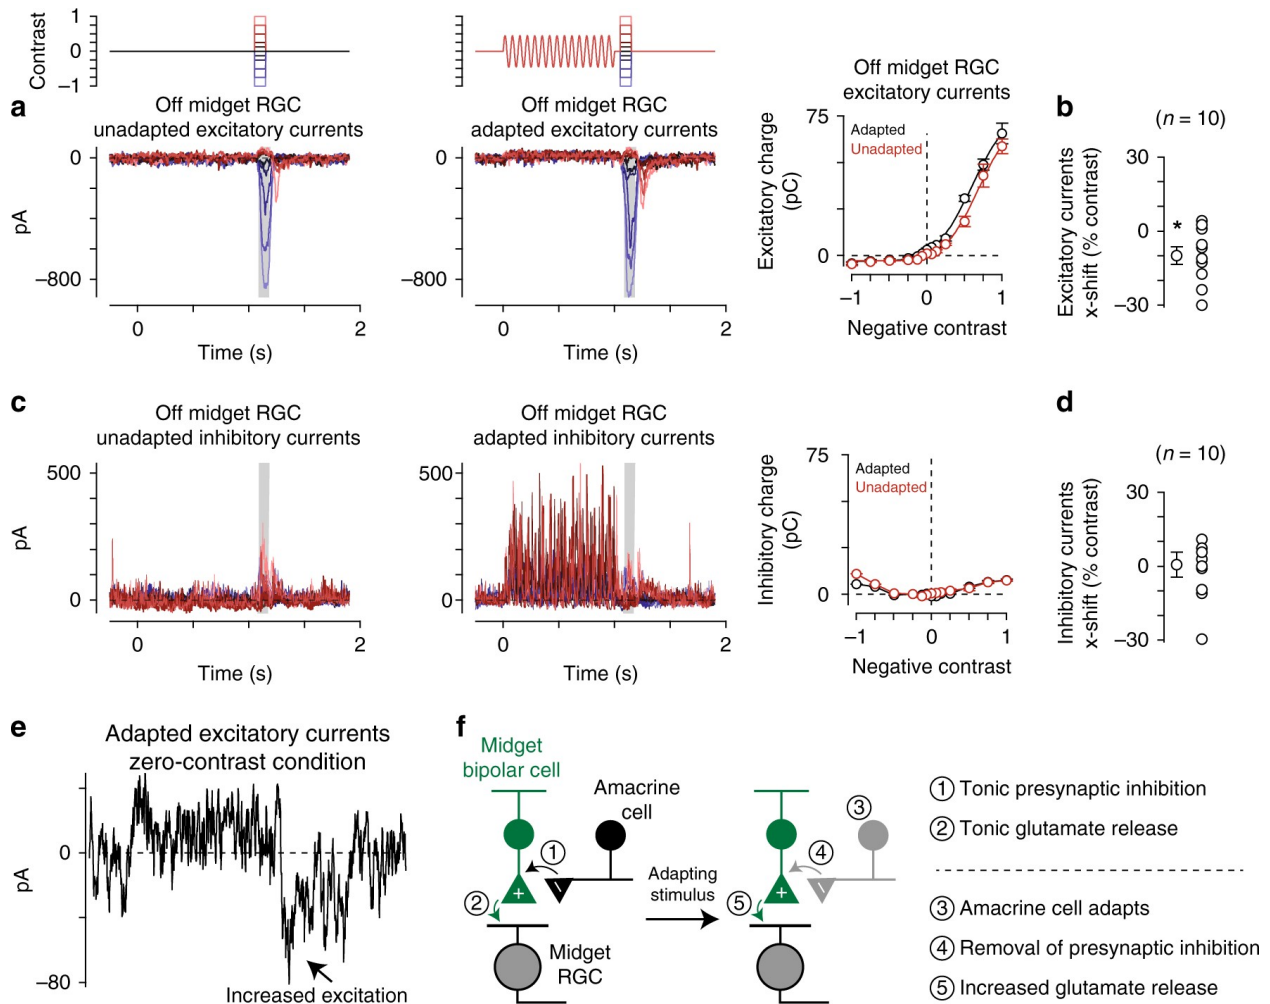 Contrast
1
0
−1
a
Off midget RGC
unadapted excitatory currents
pA
0
−800
0
2
Time (s)
Off midget RGC
adapted excitatory currents
0
−800
0
2
Time (s)
Off midget RGC
excitatory currents
Excitatory charge
(pC)
75
0
Adapted
Unadapted
−1
0
1
Negative contrast
b
(n = 10)
Excitatory currents
x-shift (% contrast)
30
0
−30
*
c
Off midget RGC
unadapted inhibitory currents
pA
500
0
0
2
Time (s)
Off midget RGC
adapted inhibitory currents
500
0
0
2
Time (s)
Inhibitory charge
(pC)
75
0
Adapted
Unadapted
−1
0
1
Negative contrast
d
(n = 10)
Inhibitory currents
x-shift (% contrast)
30
0
−30
e
Adapted excitatory currents
zero-contrast condition
pA
0
−80
Increased excitation
f
Midget
bipolar cell
Amacrine
cell
1
2
+
−
Midget
RGC
Adapting
stimulus
3
4
5
+
−
1 Tonic presynaptic inhibition
2 Tonic glutamate release
3 Amacrine cell adapts
4 Removal of presynaptic inhibition
5 Increased glutamate release